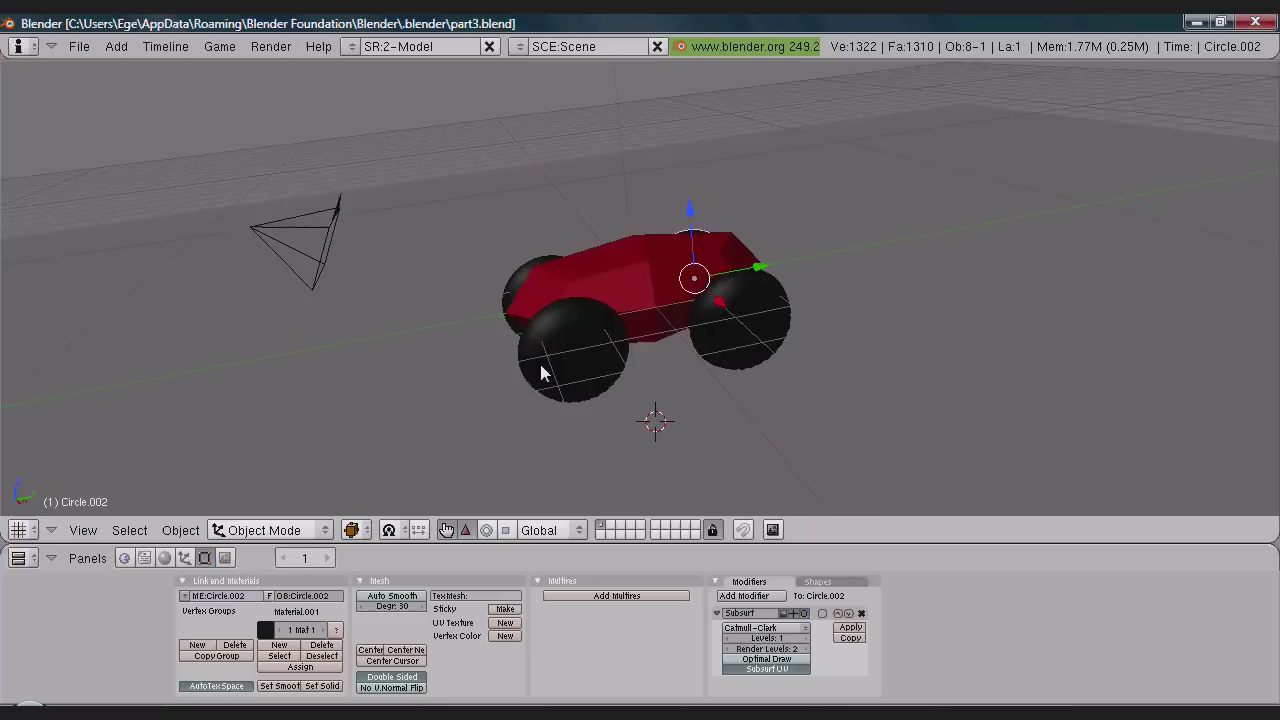 Blender [C:\Users\Ege\AppData\Roaming\Blender Foundation\Blender\.blender\part3.blend]
File Add Timeline Game Render Help SR:2-Model SCE:Scene www.blender.org 249.2 Ve:1322 | Fa:1310 | Ob:8-1 | La:1 | Mem:1.77M (0.25M) | Time: | Circle.002
z
y
(1) Circle.002
View Select Object Object Mode Global
Panels 1
Link and Materials Mesh Multires Modifiers Shapes
ME:Circle.002 F OB:Circle.002 Auto Smooth TexMesh: Add Multires Add Modifier To: Circle.002
Degr: 30
Vertex Groups Material.001 Sticky Make Subsurf
1 Mat 1 ? UV Texture New Catmull-Clark Apply
Vertex Color New Levels: 1 Copy
New Delete New Delete Center Center Ne Render Levels: 2
Copy Group Select Deselect Center Cursor Optimal Draw
Assign Subsurf UV
Double Sided
AutoTexSpace Set Smoot Set Solid No V.Normal Flip